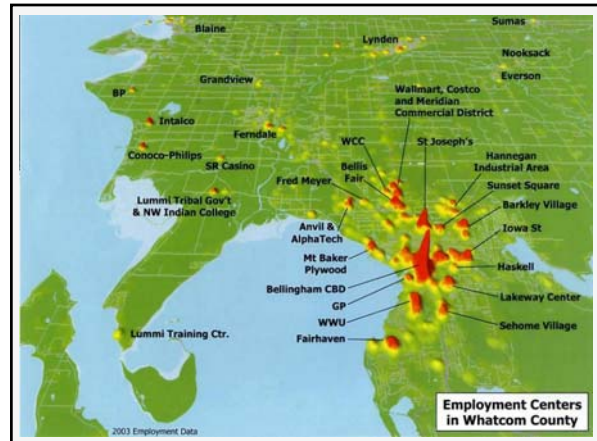 Blaine
Sumas
Lynden
Nooksack
Grandview
Everson
BP
Wallmart, Costco
and Meridian
Commercial District
Intalco
Ferndale
WCC
St Joseph's
Conoco-Philips
Bellis
Fair
Hannegan
Industrial Area
SR Casino
Fred Meyer
Sunset Square
Lummi Tribal Gov't
& NW Indian College
Barkley Village
Anvil &
AlphaTech
Iowa St
Mt Baker
Plywood
Haskell
Bellingham CBD
Lakeway Center
GP
WWU
Sehome Village
Lummi Training Ctr.
Fairhaven
Employment Centers
in Whatcom County
2003 Employment Data